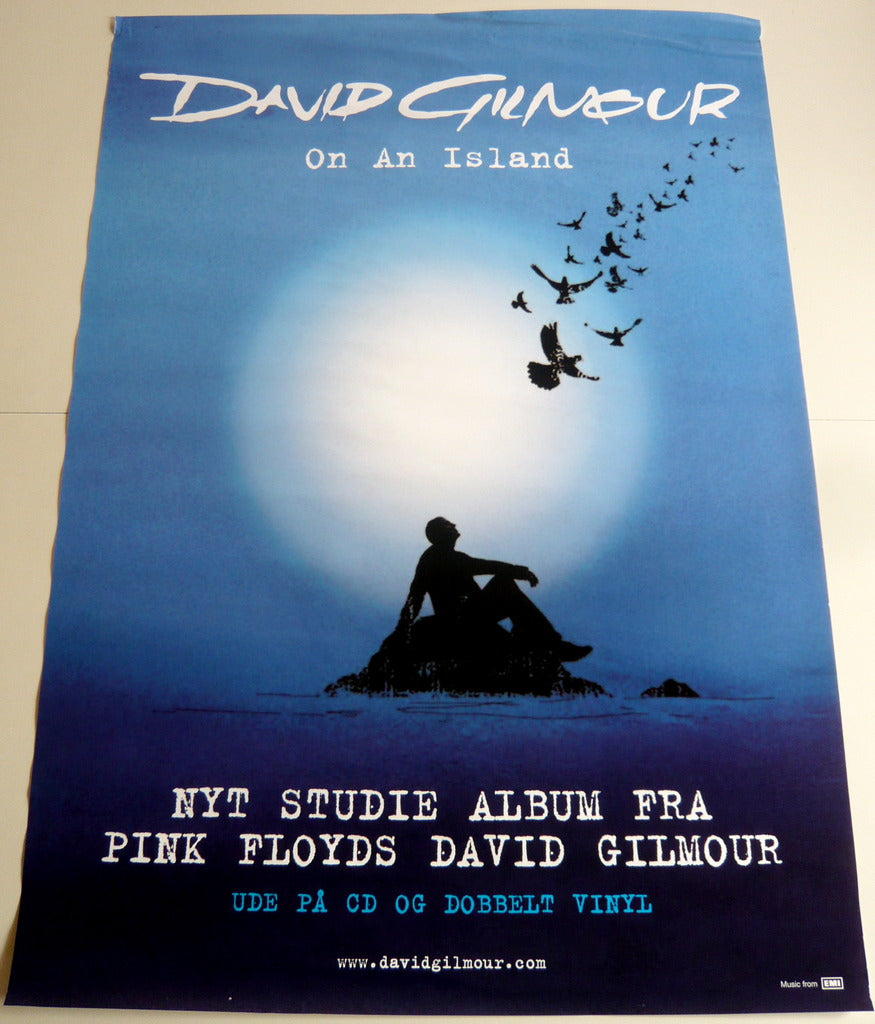 DAVID GILMOUR
On An Island
NYT STUDIE ALBUM FRA
PINK FLOYDS DAVID GILMOUR
UDE PÅ CD OG DOBBELT VINYL
www.davidgilmour.com
Music from EMI